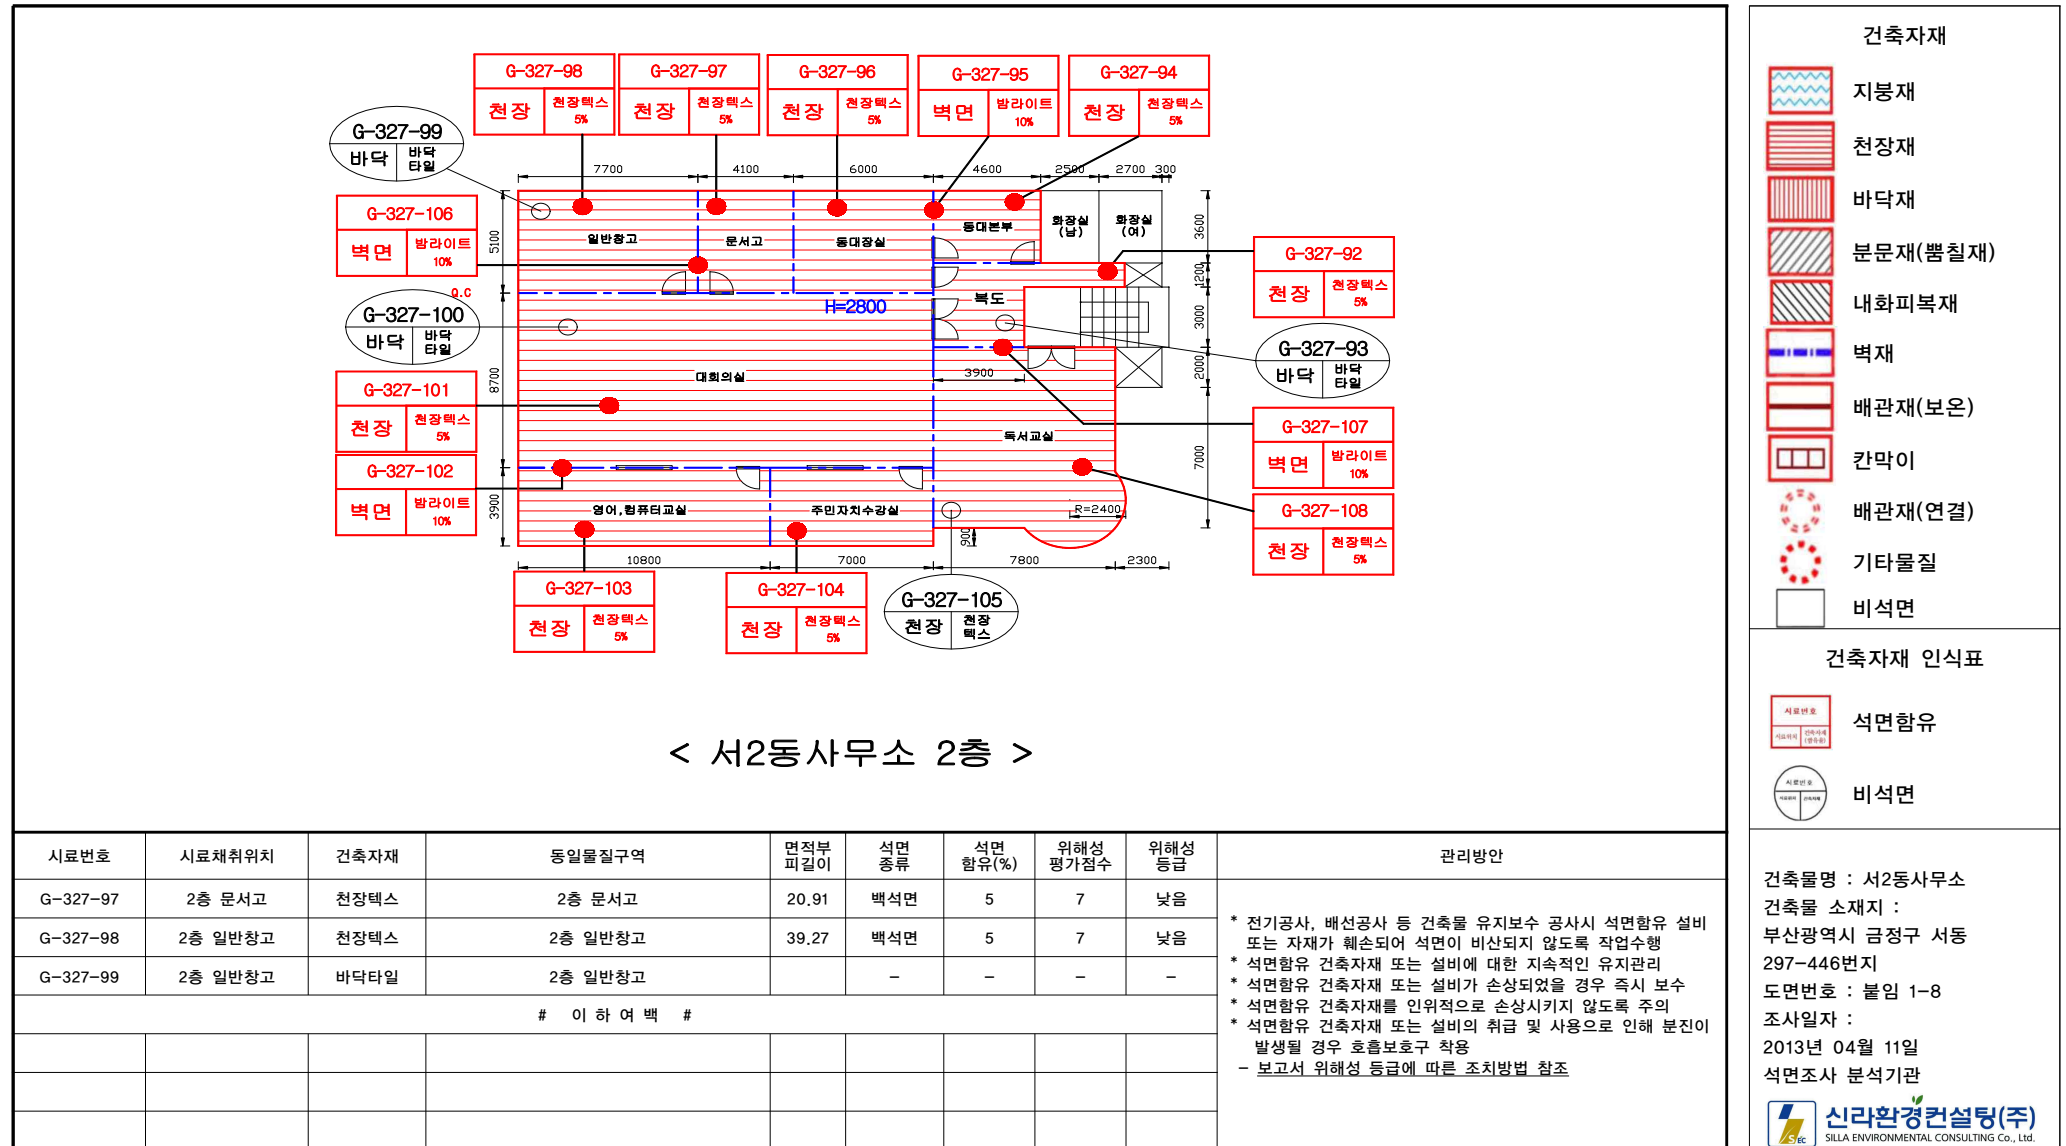 G-327-98
천장
천장텍스
5%
G-327-97
천장
천장텍스
5%
G-327-96
천장
천장텍스
5%
G-327-95
벽면
밤라이트
10%
G-327-94
천장
천장텍스
5%
G-327-99
바닥
바닥
타일
7700
4100
6000
4600
2500
2700
300
G-327-106
벽면
밤라이트
10%
5100
일반창고
문서고
동대장실
동대본부
화장실
(남)
화장실
(여)
3600
G-327-92
천장
천장텍스
5%
1200
Q.C
G-327-100
바닥
바닥
타일
H=2800
복도
3000
G-327-93
바닥
바닥
타일
G-327-101
천장
천장텍스
5%
8700
대회의실
3900
2000
G-327-107
벽면
밤라이트
10%
독서교실
7000
G-327-102
벽면
밤라이트
10%
3900
영어,컴퓨터교실
주민자치수강실
R=2400
900
G-327-108
천장
천장텍스
5%
10800
7000
7800
2300
G-327-103
천장
천장텍스
5%
G-327-104
천장
천장텍스
5%
G-327-105
천장
천장
텍스
< 서2동사무소 2층 >
시료번호 시료채취위치 건축자재 동일물질구역 면적부피길이 석면종류 석면함유(%) 위해성평가점수 위해성등급 관리방안
G-327-97 2층 문서고 천장텍스 2층 문서고 20.91 백석면 5 7 낮음
G-327-98 2층 일반창고 천장텍스 2층 일반창고 39.27 백석면 5 7 낮음
G-327-99 2층 일반창고 바닥타일 2층 일반창고 - - - -
# 이 하 여 백 #
* 전기공사, 배선공사 등 건축물 유지보수 공사시 석면함유 설비
또는 자재가 훼손되어 석면이 비산되지 않도록 작업수행
* 석면함유 건축자재 또는 설비에 대한 지속적인 유지관리
* 석면함유 건축자재 또는 설비가 손상되었을 경우 즉시 보수
* 석면함유 건축자재를 인위적으로 손상시키지 않도록 주의
* 석면함유 건축자재 또는 설비의 취급 및 사용으로 인해 분진이
발생될 경우 호흡보호구 착용
- 보고서 위해성 등급에 따른 조치방법 참조
건축자재
지붕재
천장재
바닥재
분문재(뿜칠재)
내화피복재
벽재
배관재(보온)
칸막이
배관재(연결)
기타물질
비석면
건축자재 인식표
시료번호
시료위치
건축자재
(함유율)
석면함유
시료번호
시료위치
건축자재
비석면
건축물명 : 서2동사무소
건축물 소재지 :
부산광역시 금정구 서동
297-446번지
도면번호 : 붙임 1-8
조사일자 :
2013년 04월 11일
석면조사 분석기관
SEC
신라환경컨설팅(주)
SILLA ENVIRONMENTAL CONSULTING Co., Ltd.